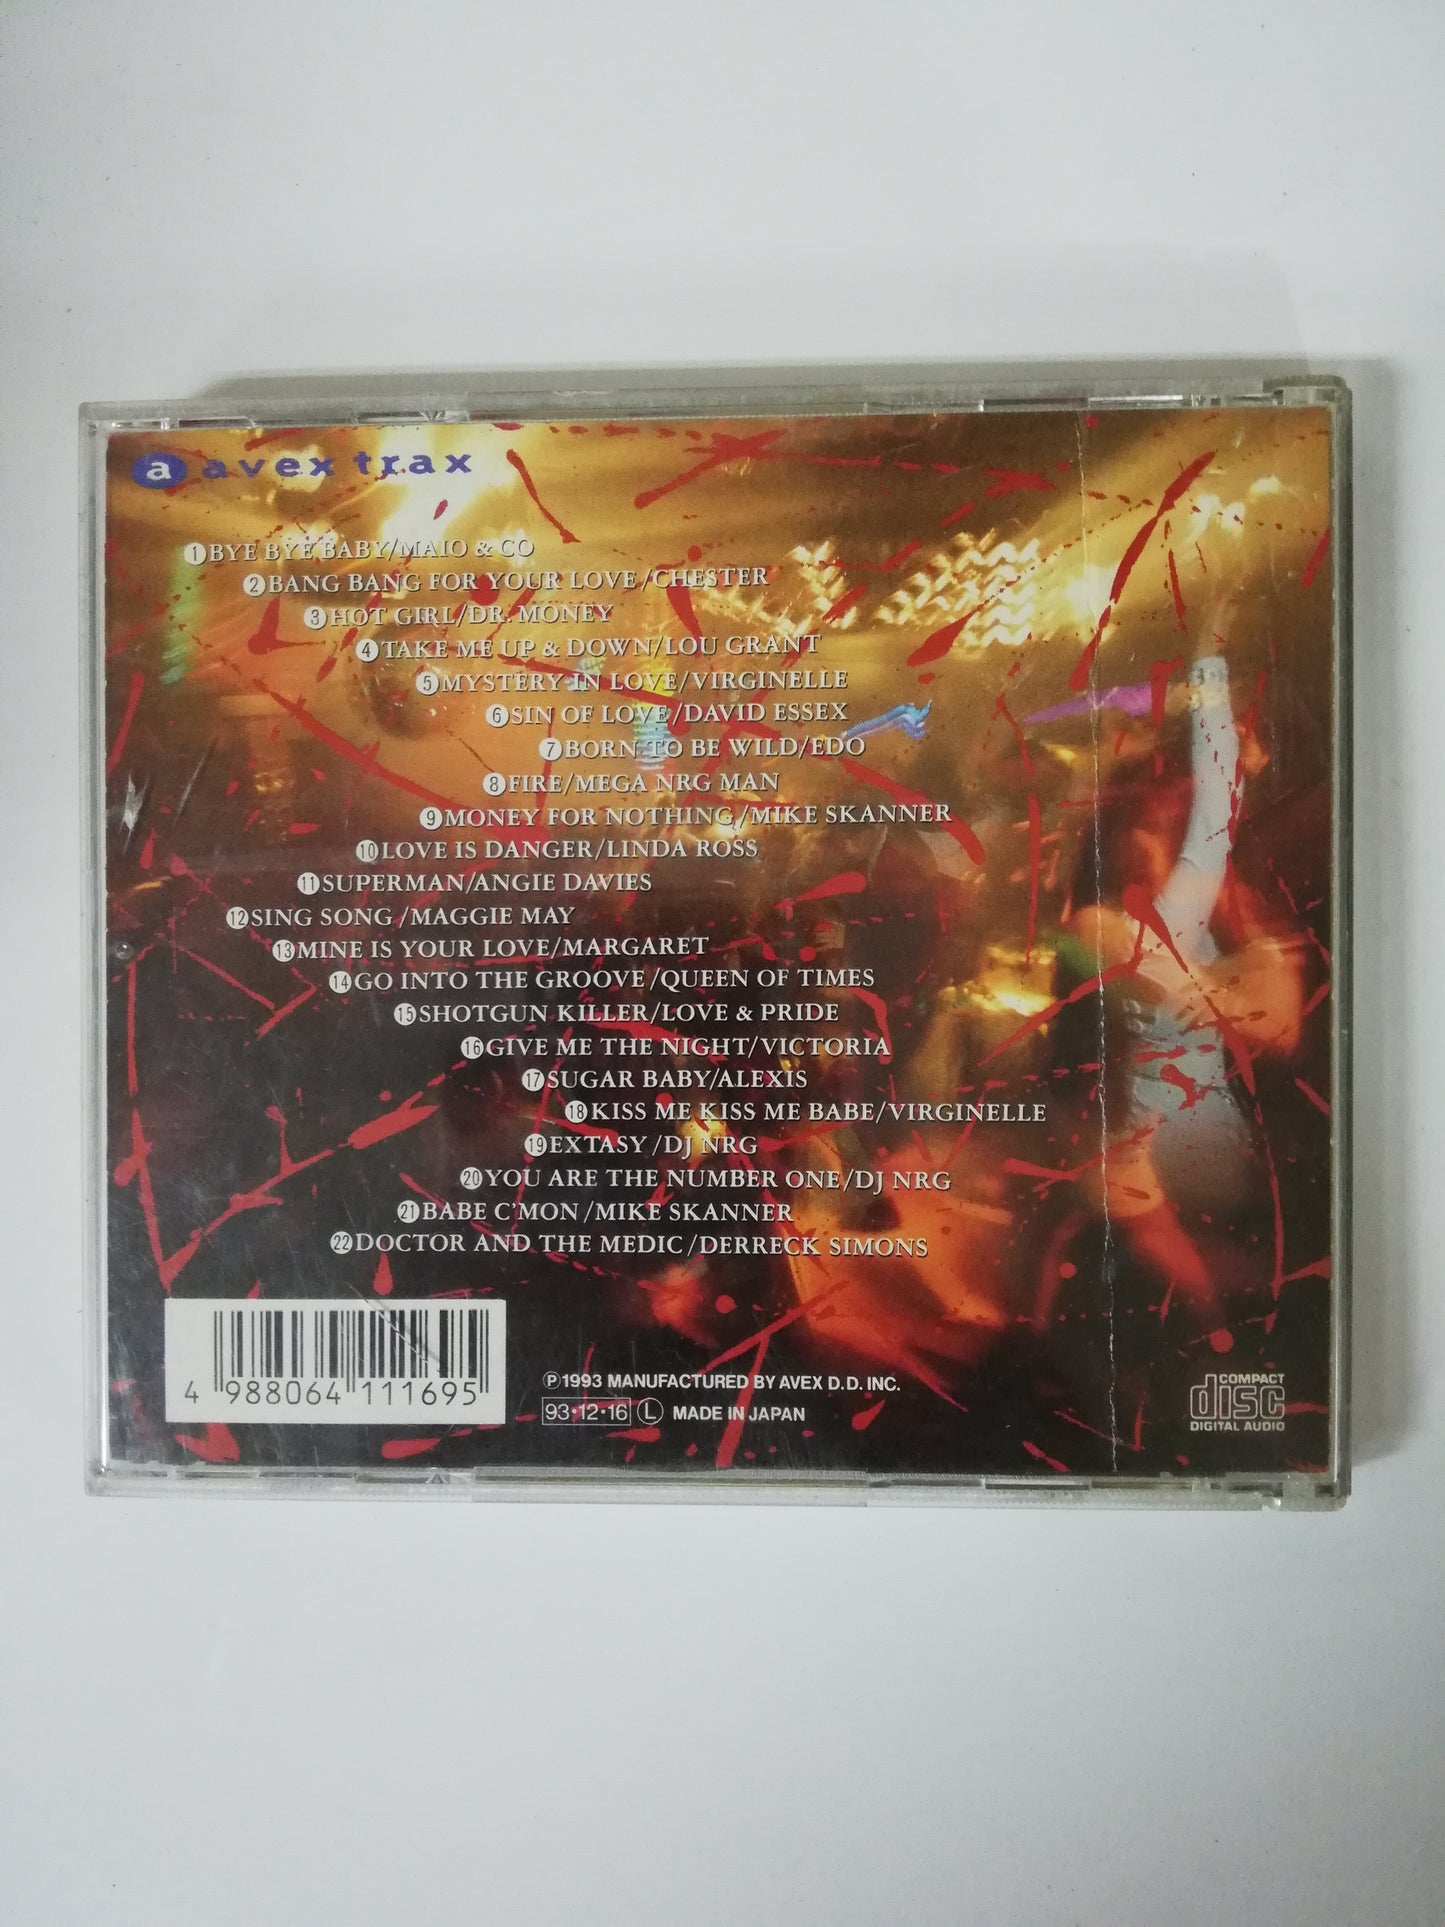 a avex trax
1 BYE BYE BABY/MAIO & CO
2 BANG BANG FOR YOUR LOVE/CHESTER
3 HOT GIRL/DR. MONEY
4 TAKE ME UP & DOWN/LOU GRANT
5 MYSTERY IN LOVE/VIRGINELLE
6 SIN OF LOVE/DAVID ESSEX
7 BORN TO BE WILD/EDO
8 FIRE/MEGA NRG MAN
9 MONEY FOR NOTHING/MIKE SKANNER
10 LOVE IS DANGER/LINDA ROSS
11 SUPERMAN/ANGIE DAVIES
12 SING SONG/MAGGIE MAY
13 MINE IS YOUR LOVE/MARGARET
14 GO INTO THE GROOVE/QUEEN OF TIMES
15 SHOTGUN KILLER/LOVE & PRIDE
16 GIVE ME THE NIGHT/VICTORIA
17 SUGAR BABY/ALEXIS
18 KISS ME KISS ME BABE/VIRGINELLE
19 EXTASY/DJ NRG
20 YOU ARE THE NUMBER ONE/DJ NRG
21 BABE C'MON/MIKE SKANNER
22 DOCTOR AND THE MEDIC/DERRECK SIMONS
4 988064 111695
Ⓟ1993 MANUFACTURED BY AVEX D.D. INC.
93·12·16 Ⓛ MADE IN JAPAN
COMPACT
disc
DIGITAL AUDIO